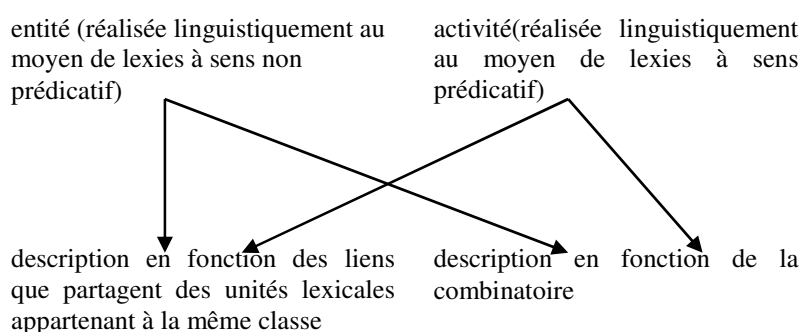 entité (réalisée linguistiquement au
moyen de lexies à sens non
prédicatif)
activité(réalisée linguistiquement
au moyen de lexies à sens
prédicatif)
description en fonction des liens
que partagent des unités lexicales
appartenant à la même classe
description en fonction de la
combinatoire